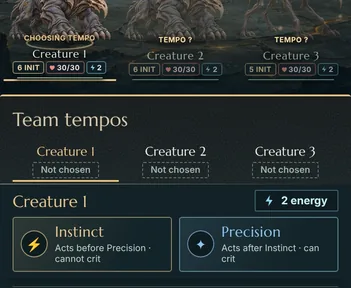 CHOOSING TEMPO
TEMPO ?
TEMPO ?
Creature 1
Creature 2
Creature 3
6 INIT ♥ 30/30 ⚡ 2
6 INIT ♥ 30/30 ⚡ 2
5 INIT ♥ 30/30 ⚡ 2
Team tempos
Creature 1
Creature 2
Creature 3
Not chosen
Not chosen
Not chosen
Creature 1
⚡ 2 energy
Instinct
Acts before Precision ·
cannot crit
Precision
Acts after Instinct · can
crit